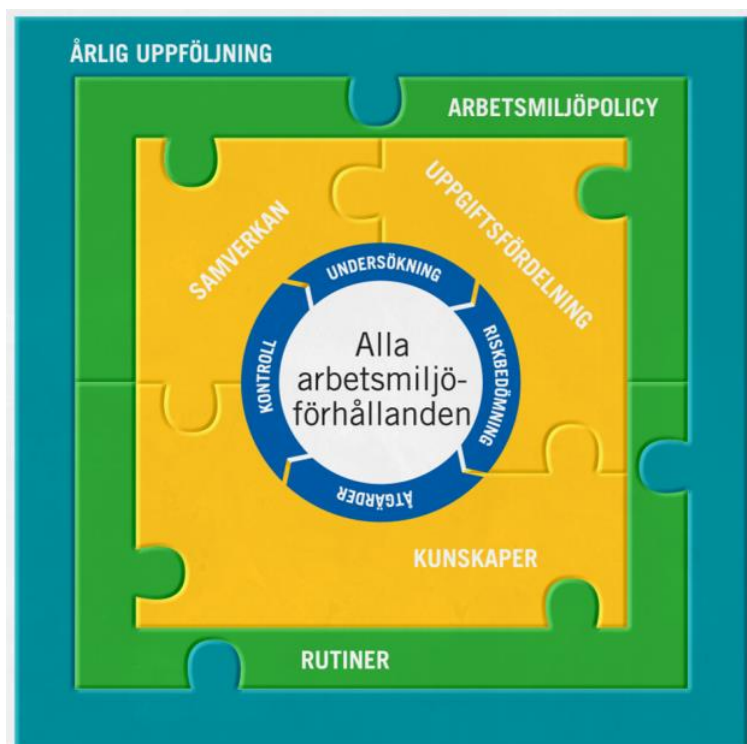 ÅRLIG UPPFÖLJNING
ARBETSMILJÖPOLICY
SAMVERKAN
UPPGIFTSFÖRDELNING
UNDERSÖKNING
RISKBEDÖMNING
ÅTGÄRDER
KONTROLL
Alla
arbetsmiljö-
förhållanden
KUNSKAPER
RUTINER